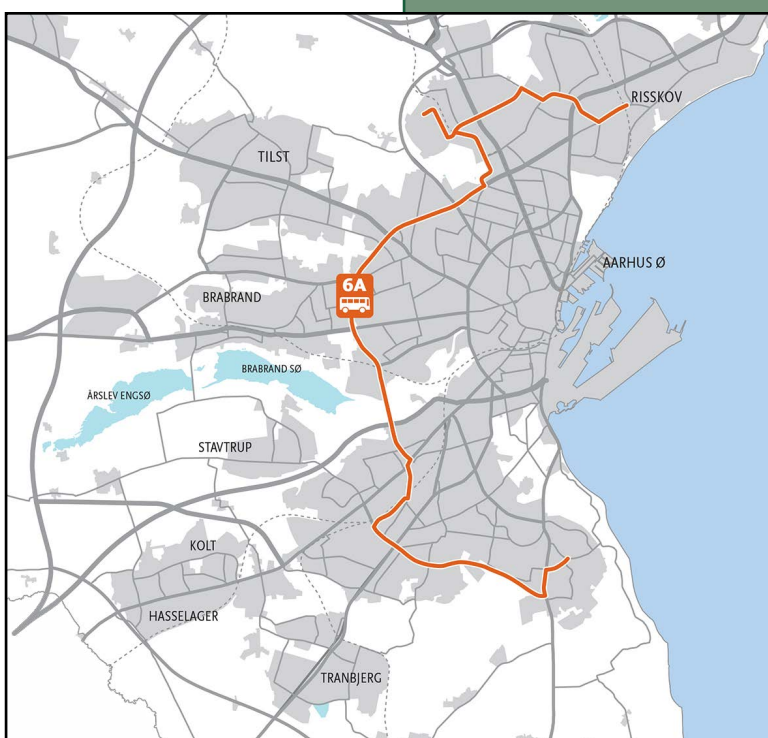 RISSKOV
TILST
AARHUS Ø
6A
BRABRAND
BRABRAND SØ
ÅRSLEV ENGSØ
STAVTRUP
KOLT
HASSELAGER
TRANBJERG